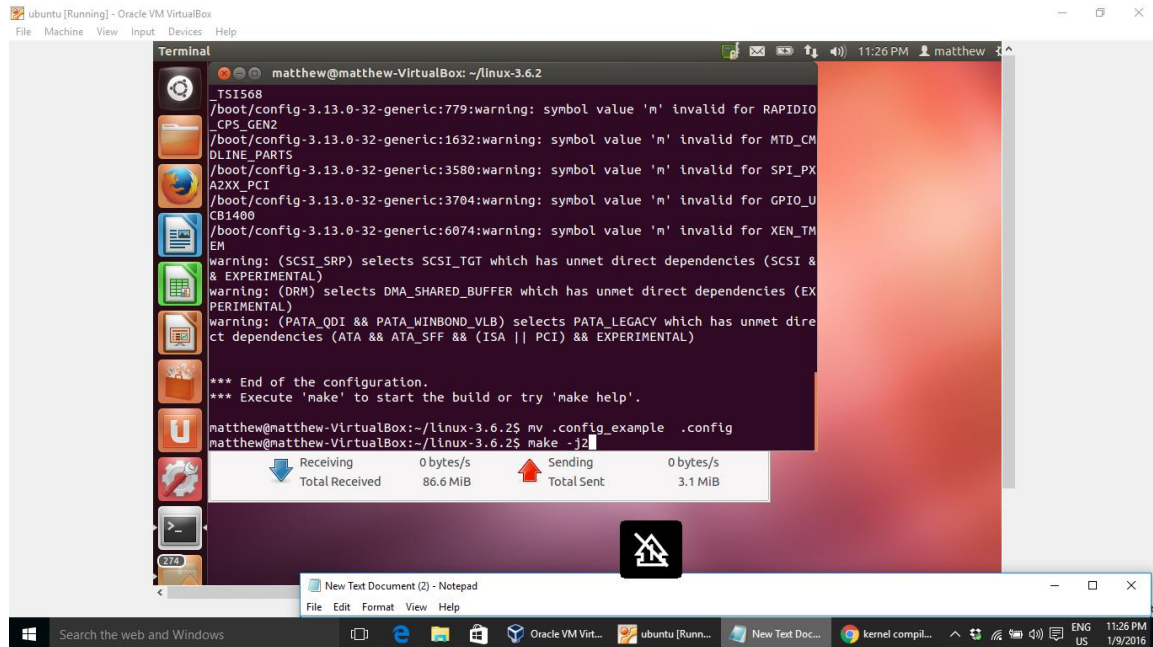 ubuntu [Running] - Oracle VM VirtualBox
File Machine View Input Devices Help
Terminal 11:26 PM matthew
matthew@matthew-VirtualBox: ~/linux-3.6.2
_TSI568
/boot/config-3.13.0-32-generic:779:warning: symbol value 'm' invalid for RAPIDIO
_CPS_GEN2
/boot/config-3.13.0-32-generic:1632:warning: symbol value 'm' invalid for MTD_CM
DLINE_PARTS
/boot/config-3.13.0-32-generic:3580:warning: symbol value 'm' invalid for SPI_PX
A2XX_PCI
/boot/config-3.13.0-32-generic:3704:warning: symbol value 'm' invalid for GPIO_U
CB1400
/boot/config-3.13.0-32-generic:6074:warning: symbol value 'm' invalid for XEN_TM
EM
warning: (SCSI_SRP) selects SCSI_TGT which has unmet direct dependencies (SCSI &
& EXPERIMENTAL)
warning: (DRM) selects DMA_SHARED_BUFFER which has unmet direct dependencies (EX
PERIMENTAL)
warning: (PATA_QDI && PATA_WINBOND_VLB) selects PATA_LEGACY which has unmet dire
ct dependencies (ATA && ATA_SFF && (ISA || PCI) && EXPERIMENTAL)
*** End of the configuration.
*** Execute 'make' to start the build or try 'make help'.
matthew@matthew-VirtualBox:~/linux-3.6.2$ mv .config_example  .config
matthew@matthew-VirtualBox:~/linux-3.6.2$ make -j2
Receiving 0 bytes/s Sending 0 bytes/s
Total Received 86.6 MiB Total Sent 3.1 MiB
274
New Text Document (2) - Notepad
File Edit Format View Help
Search the web and Windows
Oracle VM Virt... ubuntu [Runn... New Text Doc... kernel compil... ENG 11:26 PM
US 1/9/2016